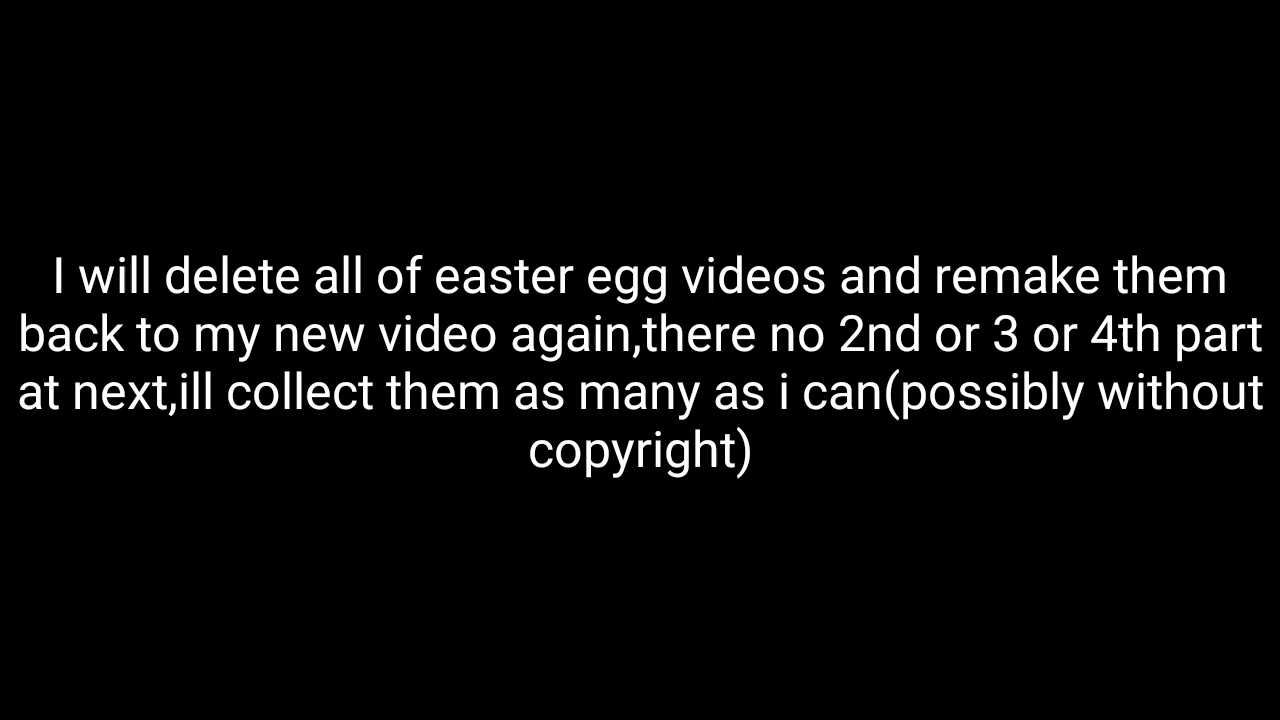 I will delete all of easter egg videos and remake them
back to my new video again,there no 2nd or 3 or 4th part
at next,ill collect them as many as i can(possibly without
copyright)